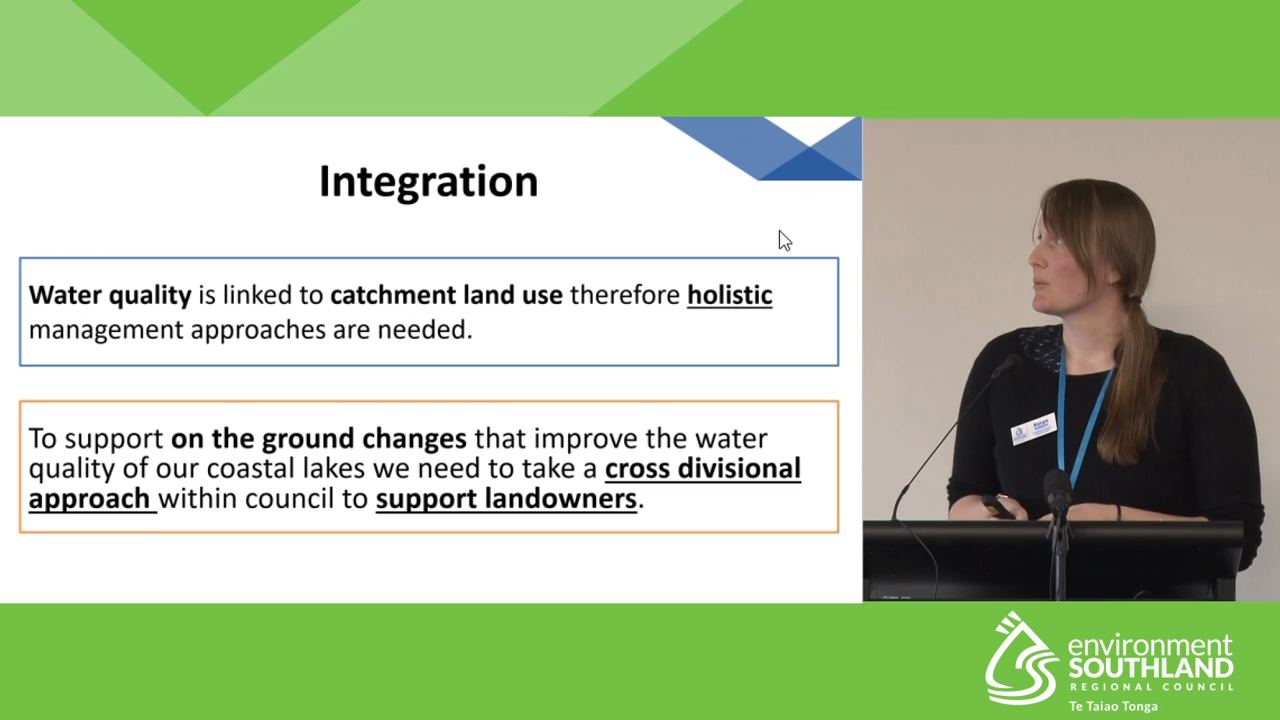 Integration
Water quality is linked to catchment land use therefore holistic
management approaches are needed.
To support on the ground changes that improve the water
quality of our coastal lakes we need to take a cross divisional
approach within council to support landowners.
environment
SOUTHLAND
REGIONAL COUNCIL
Te Taiao Tonga